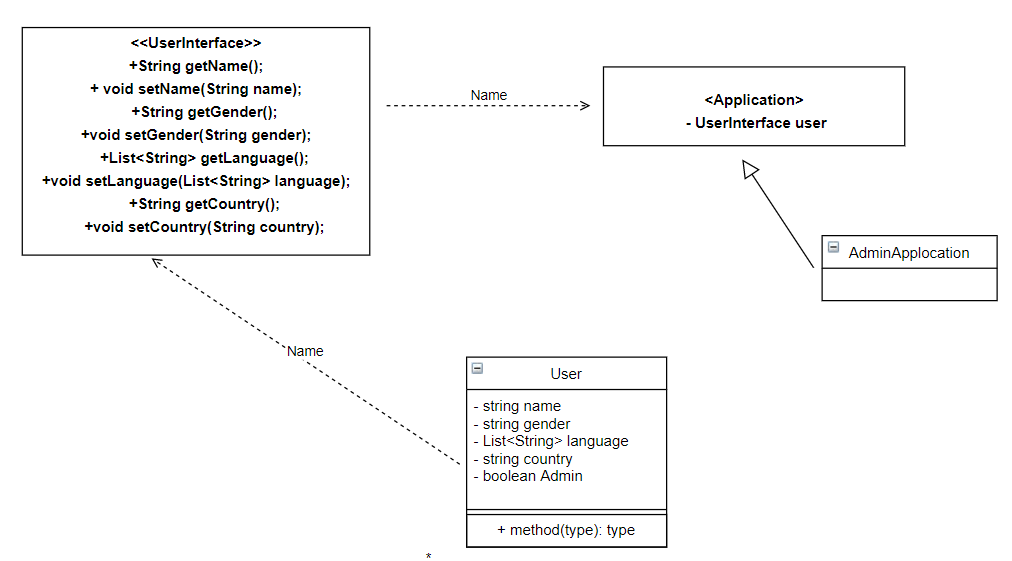 <<UserInterface>>
+String getName();
+ void setName(String name);
+String getGender();
+void setGender(String gender);
+List<String> getLanguage();
+void setLanguage(List<String> language);
+String getCountry();
+void setCountry(String country);
Name
<Application>
- UserInterface user
AdminApplocation
Name
User
- string name
- string gender
- List<String> language
- string country
- boolean Admin
+ method(type): type
*